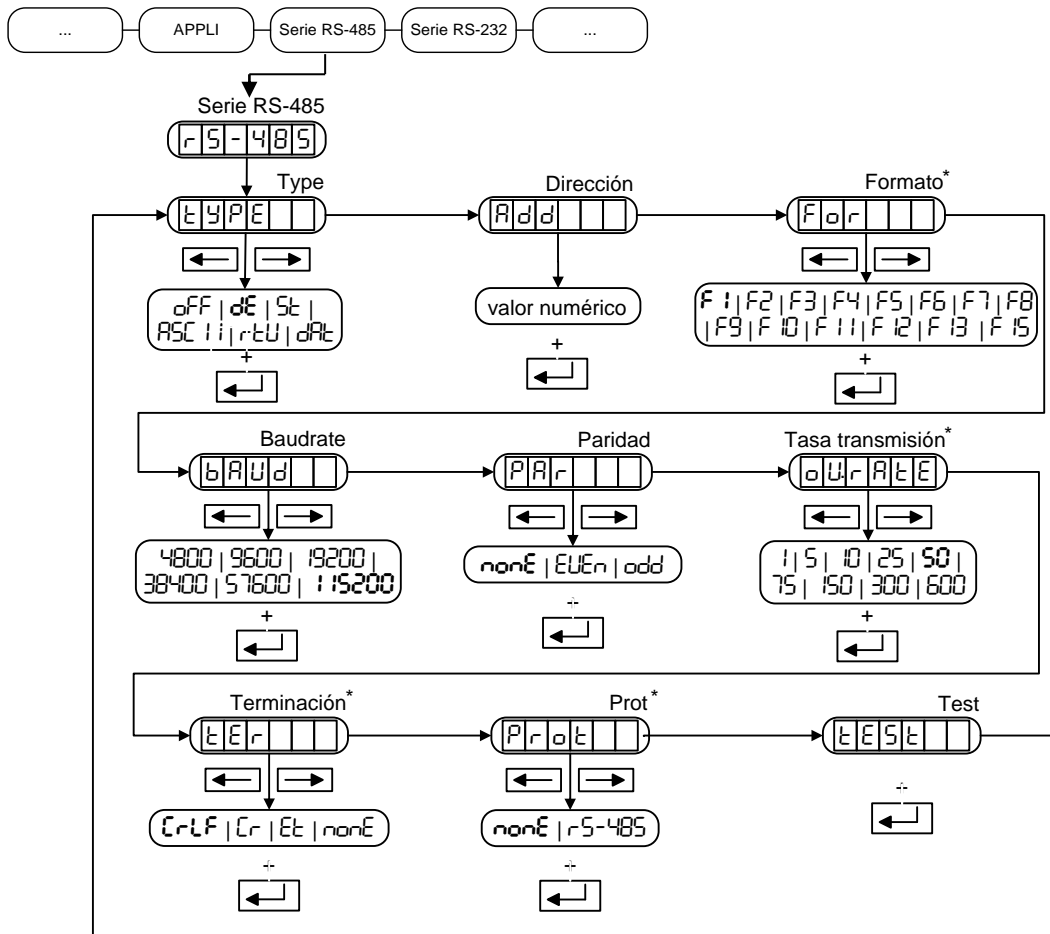 ... APPLI Serie RS-485 Serie RS-232 ...
Serie RS-485
rS-485
Type Dirección Formato*
tYPE Add For
oFF | dE | St |
ASCIIi | rtU | dAt
valor numérico
F1 | F2 | F3 | F4 | F5 | F6 | F7 | F8
| F9 | F10 | F11 | F12 | F13 | F15
+ + +
Baudrate Paridad Tasa transmisión*
bAUd PAr oU.rAtE
4800 | 9600 | 19200 |
38400 | 57600 | 115200
nonE | EUEn | odd
1 | 5 | 10 | 25 | 50 |
75 | 150 | 300 | 600
+ + +
Terminación* Prot* Test
tEr Prot tESt
CrLF | Cr | Et | nonE
nonE | rS-485
+ + +